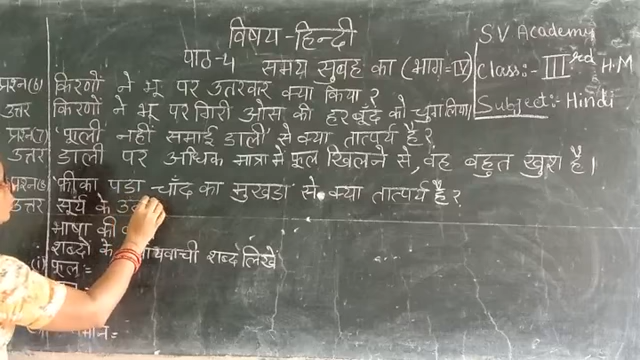 विषय-हिन्दी
SV Academy
पाठ-4 समय सुबह का (भाग=IV)
Class:- III rd H.M
Subject:- Hindi
प्रश्न(6) किरणों ने भू पर उतरकर क्या किया ?
उत्तर किरणों ने भू पर गिरी ओस की हर बूँद को चुरा लिया।
प्रश्न(7) 'फूली नहीं समाई डाली' से क्या तात्पर्य है ?
उत्तर डाली पर अधिक मात्रा में फूल खिलने से, वह बहुत खुश है।
प्रश्न(8) 'फीका पड़ा चाँद का मुखड़ा से क्या तात्पर्य है ?
उत्तर सूर्य के
भाषा की
शब्दों के शब्द लिखें
(i) फूल =